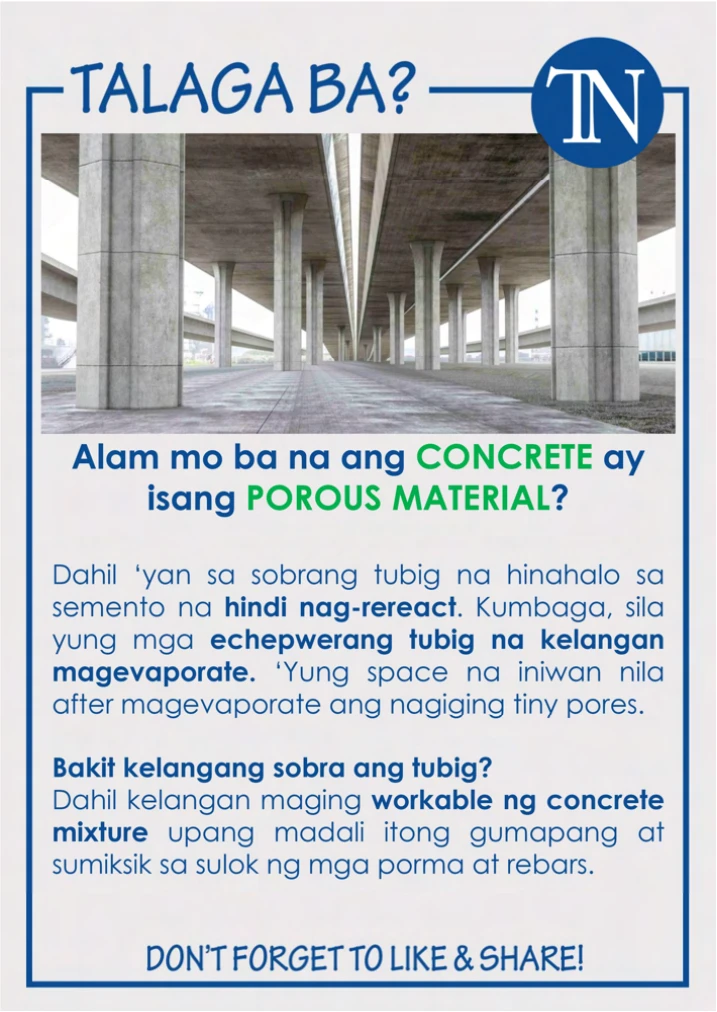 TALAGA BA?
TN
Alam mo ba na ang CONCRETE ay
isang POROUS MATERIAL?
Dahil ‘yan sa sobrang tubig na hinahalo sa
semento na hindi nag-rereact. Kumbaga, sila
yung mga echepwerang tubig na kelangan
magevaporate. ‘Yung space na iniwan nila
after magevaporate ang nagiging tiny pores.
Bakit kelangang sobra ang tubig?
Dahil kelangan maging workable ng concrete
mixture upang madali itong gumapang at
sumiksik sa sulok ng mga porma at rebars.
DON'T FORGET TO LIKE & SHARE!